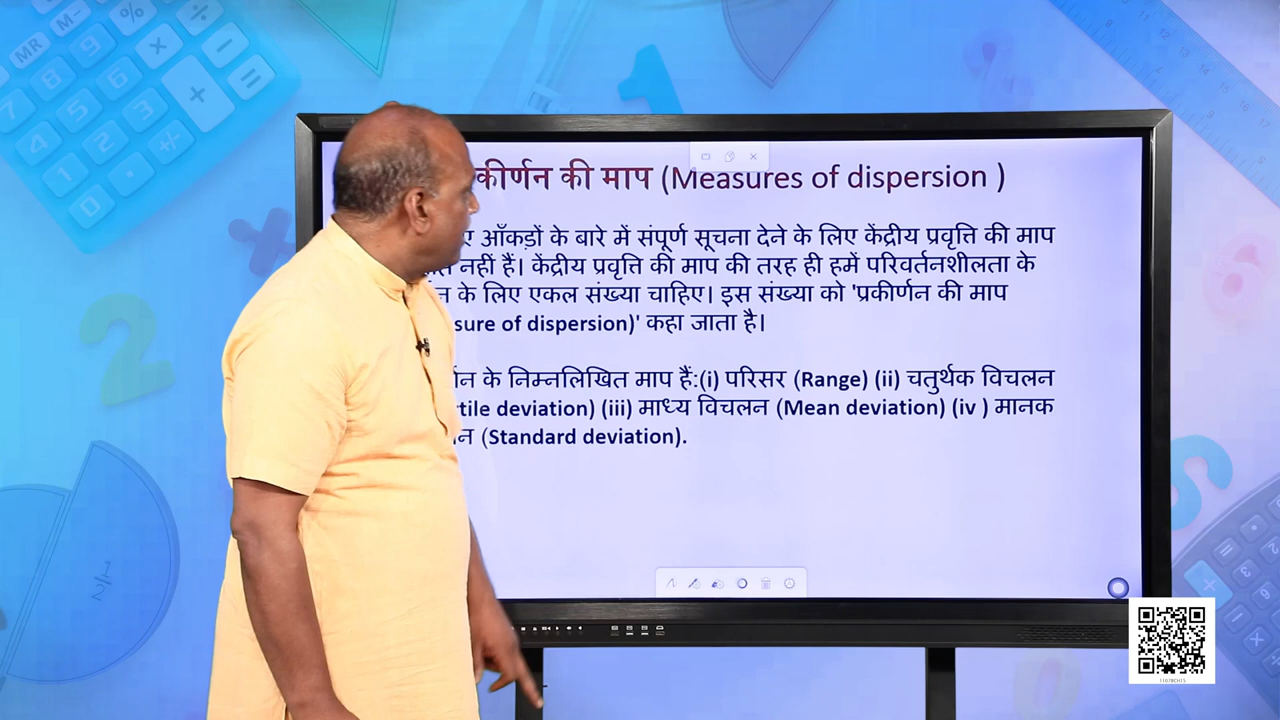 कीर्णन की माप (Measures of dispersion )
आँकड़ों के बारे में संपूर्ण सूचना देने के लिए केंद्रीय प्रवृत्ति की माप
नहीं हैं। केंद्रीय प्रवृत्ति की माप की तरह ही हमें परिवर्तनशीलता के
के लिए एकल संख्या चाहिए। इस संख्या को 'प्रकीर्णन की माप
sure of dispersion)' कहा जाता है।
के निम्नलिखित माप हैं:(i) परिसर (Range) (ii) चतुर्थक विचलन
tile deviation) (iii) माध्य विचलन (Mean deviation) (iv ) मानक
(Standard deviation).
11078CH15